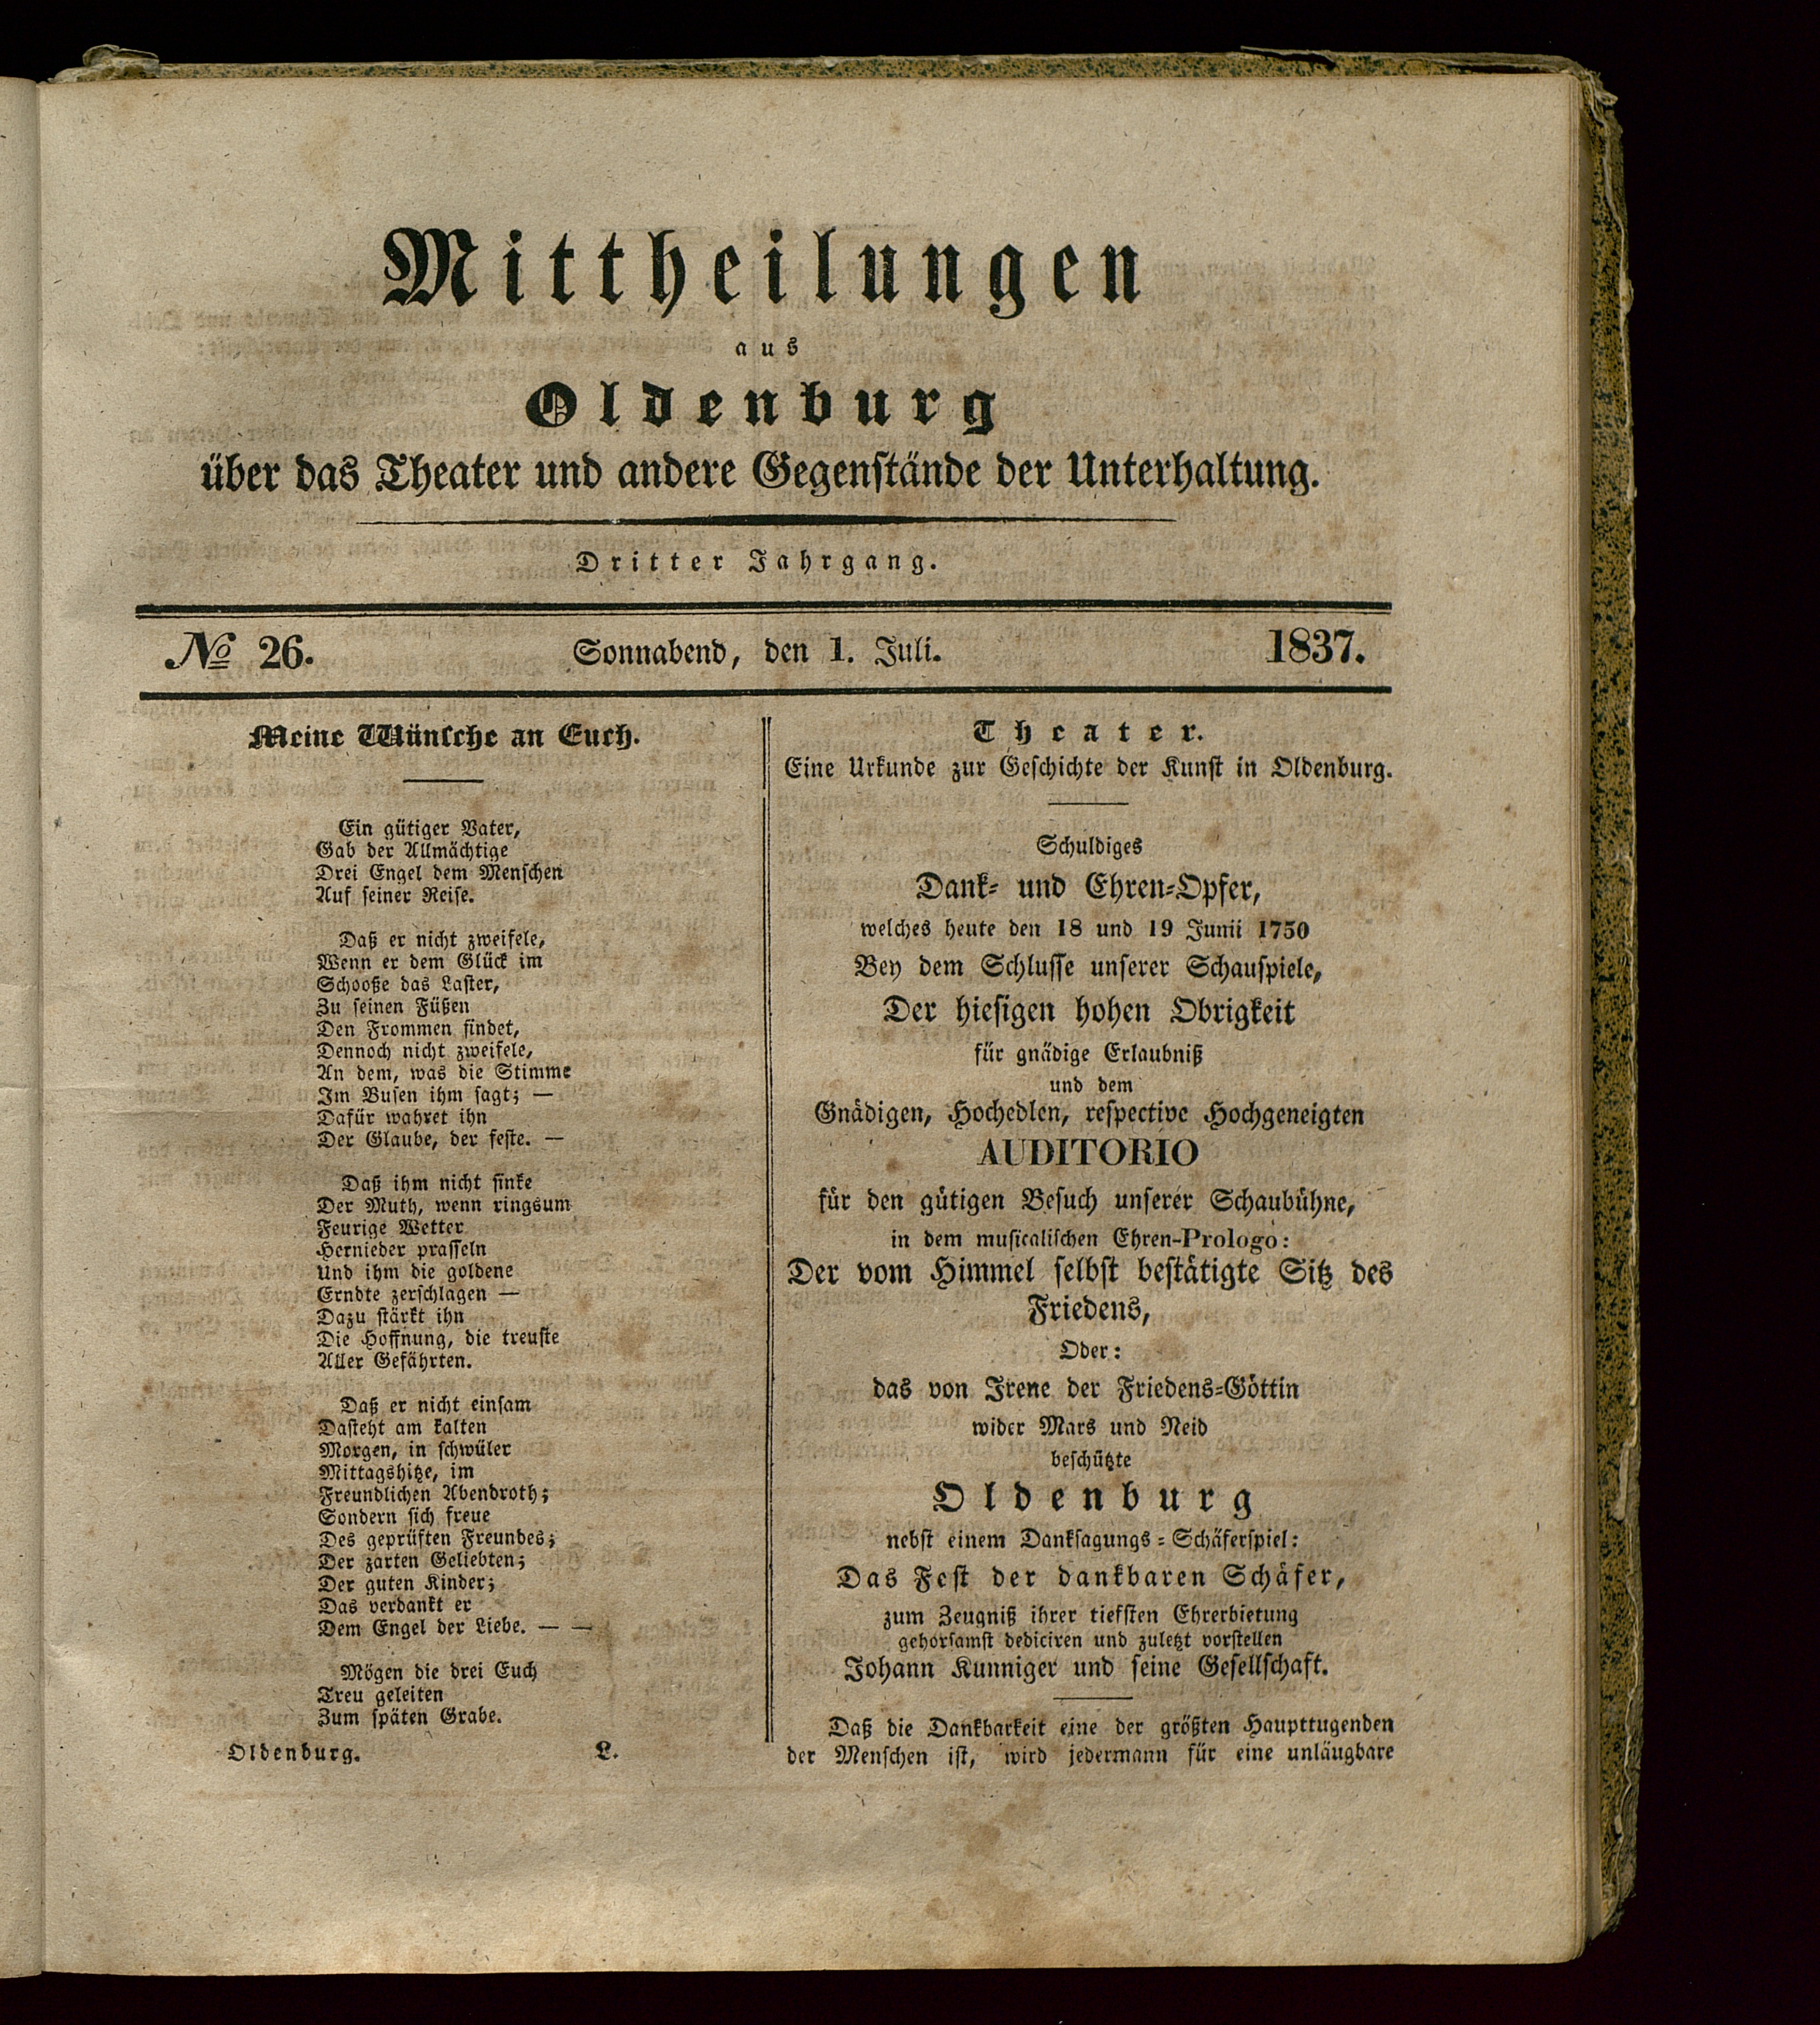 Mittheilungen
aus
Oldenburg
über das Theater und andere Gegenstände der Unterhaltung.
Dritter Jahrgang.
№ 26. Sonnabend, den 1. Juli. 1837.
Meine Wünsche an Euch.
Ein gütiger Vater,
Gab der Allmächtige
Drei Engel dem Menschen
Auf seiner Reise.
Daß er nicht zweifele,
Wenn er dem Glück im
Schooße das Laster,
Zu seinen Füßen
Den Frommen findet,
Dennoch nicht zweifele,
An dem, was die Stimme
Im Busen ihm sagt; —
Dafür wahret ihn
Der Glaube, der feste. —
Daß ihm nicht sinke
Der Muth, wenn ringsum
Feurige Wetter
Hernieder prasseln
Und ihm die goldene
Erndte zerschlagen —
Dazu stärkt ihn
Die Hoffnung, die treuste
Aller Gefährten.
Daß er nicht einsam
Dasteht am kalten
Morgen, in schwüler
Mittagshitze, im
Freundlichen Abendroth;
Sondern sich freue
Des geprüften Freundes;
Der zarten Geliebten;
Der guten Kinder;
Das verdankt er
Dem Engel der Liebe. — —
Mögen die drei Euch
Treu geleiten
Zum späten Grabe.
Oldenburg. L.
Theater.
Eine Urkunde zur Geschichte der Kunst in Oldenburg.
Schuldiges
Dank- und Ehren-Opfer,
welches heute den 18 und 19 Junii 1750
Bey dem Schlusse unserer Schauspiele,
Der hiesigen hohen Obrigkeit
für gnädige Erlaubniß
und dem
Gnädigen, Hochedlen, respective Hochgeneigten
AUDITORIO
für den gütigen Besuch unserer Schaubühne,
in dem musicalischen Ehren-Prologo:
Der vom Himmel selbst bestätigte Sitz des
Friedens,
Oder:
das von Irene der Friedens-Göttin
wider Mars und Neid
beschützte
Oldenburg
nebst einem Danksagungs-Schäferspiel:
Das Fest der dankbaren Schäfer,
zum Zeugniß ihrer tiefsten Ehrerbietung
gehorsamst dediciren und zuletzt vorstellen
Johann Kunniger und seine Gesellschaft.
Daß die Dankbarkeit eine der größten Haupttugenden
der Menschen ist, wird jedermann für eine unläugbare